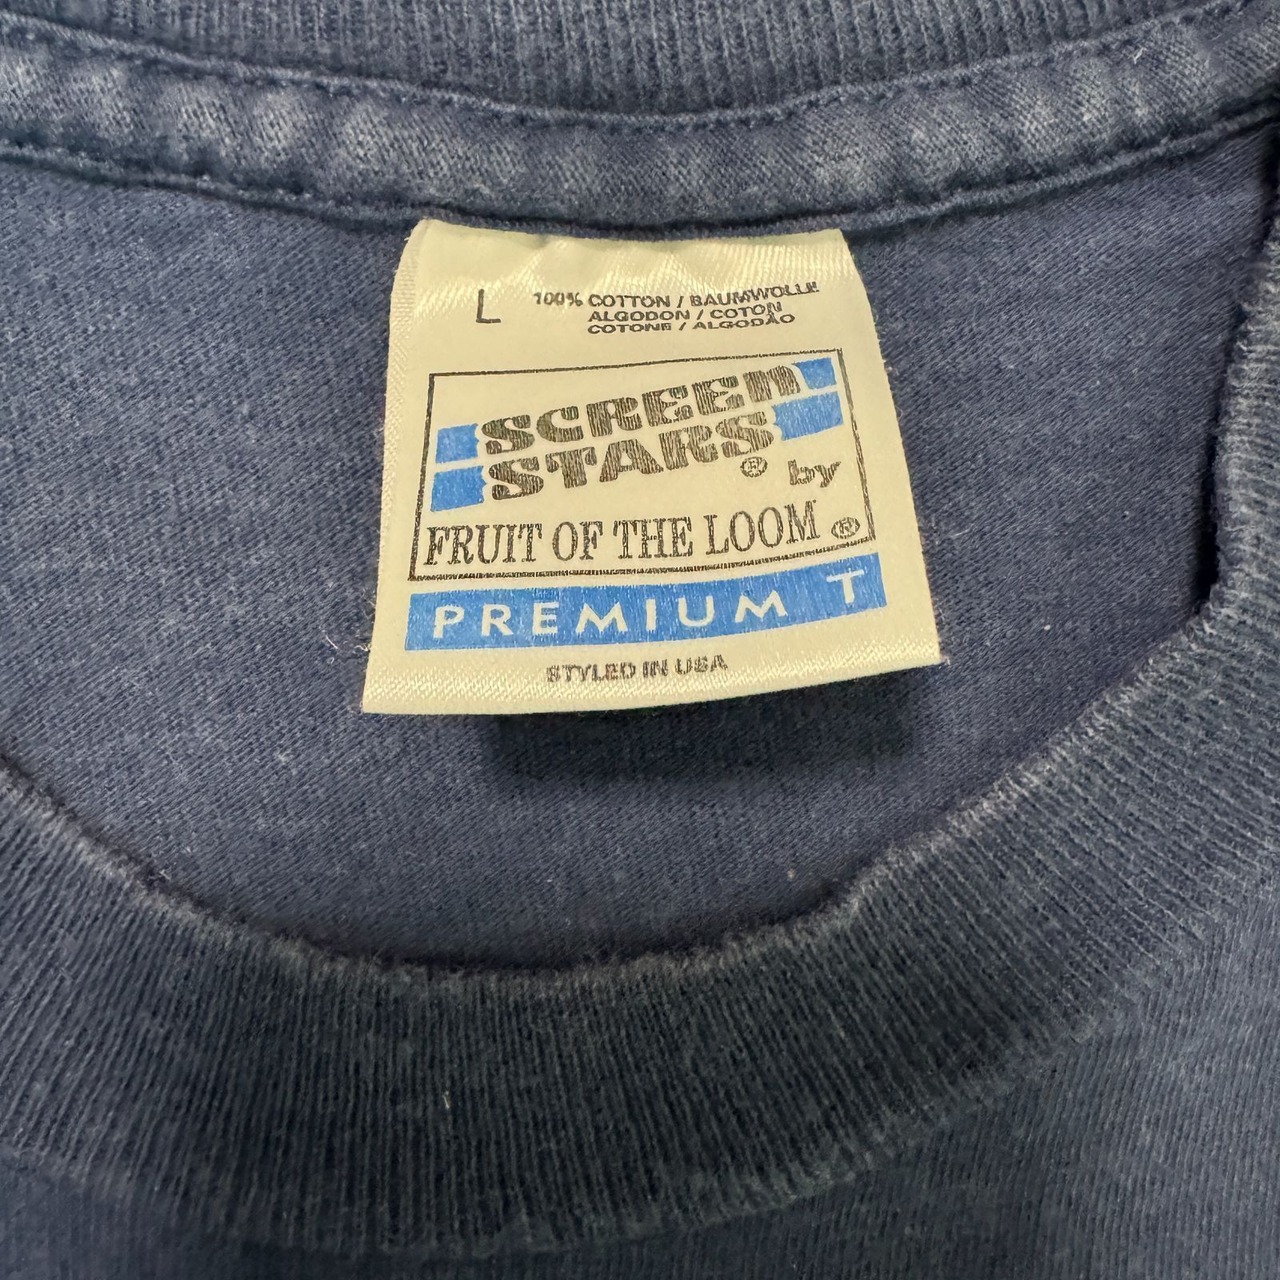 L
100% COTTON / BAUMWOLLE
ALGODON / COTON
COTONE / ALGODÃO
SCREEN
STARS® by
FRUIT OF THE LOOM ®
PREMIUM T
STYLED IN USA